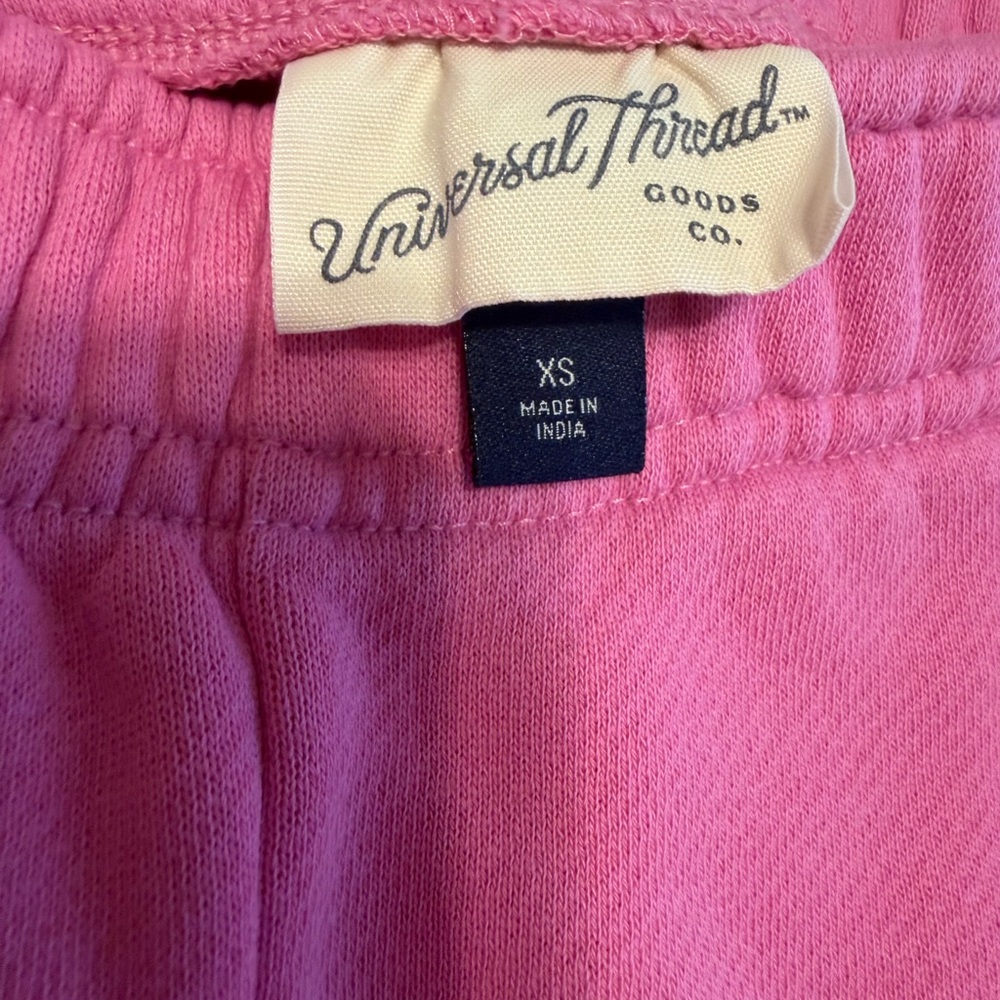 Universal Thread™
GOODS
CO.
XS
MADE IN
INDIA